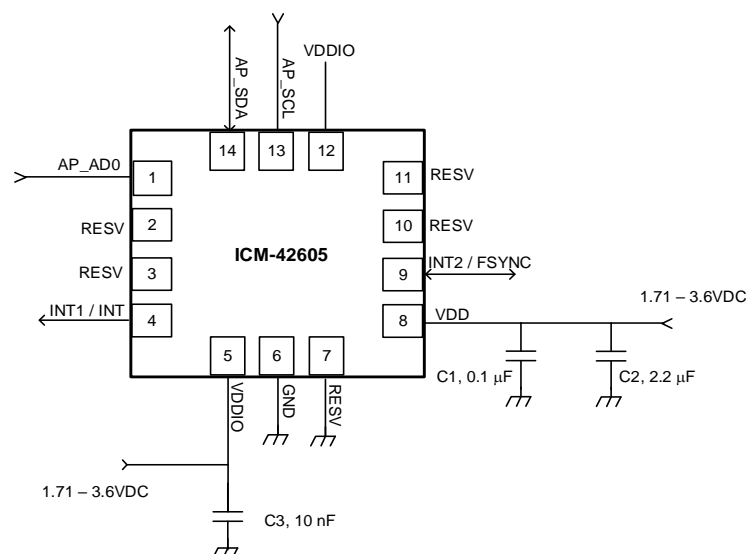 AP_SDA
AP_SCL
VDDIO
14
13
12
AP_AD0
1
11
RESV
RESV
2
10
RESV
ICM-42605
RESV
3
9
INT2 / FSYNC
INT1 / INT
4
8
VDD
1.71 – 3.6VDC
5
6
7
VDDIO
GND
RESV
C1, 0.1 μF
C2, 2.2 μF
1.71 – 3.6VDC
C3, 10 nF